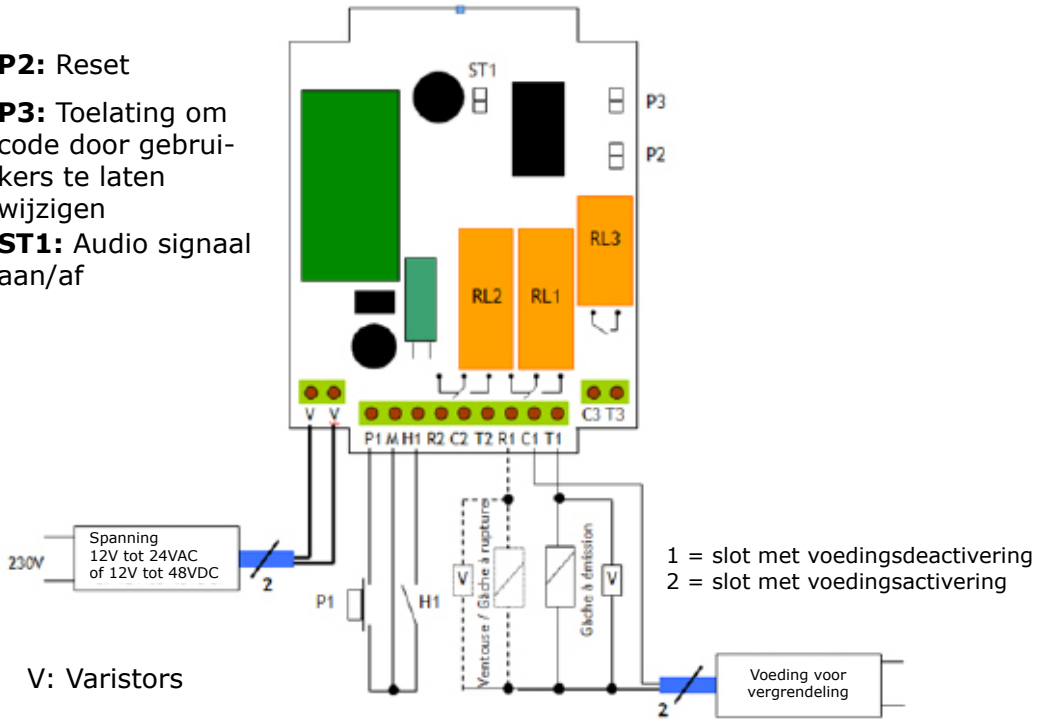 P2: Reset
P3: Toelating om
code door gebrui-
kers te laten
wijzigen
ST1: Audio signaal
aan/af
ST1
P3
P2
RL3
RL2
RL1
V V
C3 T3
P1 M H1 R2 C2 T2 R1 C1 T1
230V
Spanning
12V tot 24VAC
of 12V tot 48VDC
2
P1
H1
V
Ventouse / Gâche à rupture
Gâche à émission
V
1 = slot met voedingsdeactivering
2 = slot met voedingsactivering
V: Varistors
Voeding voor
vergrendeling
2